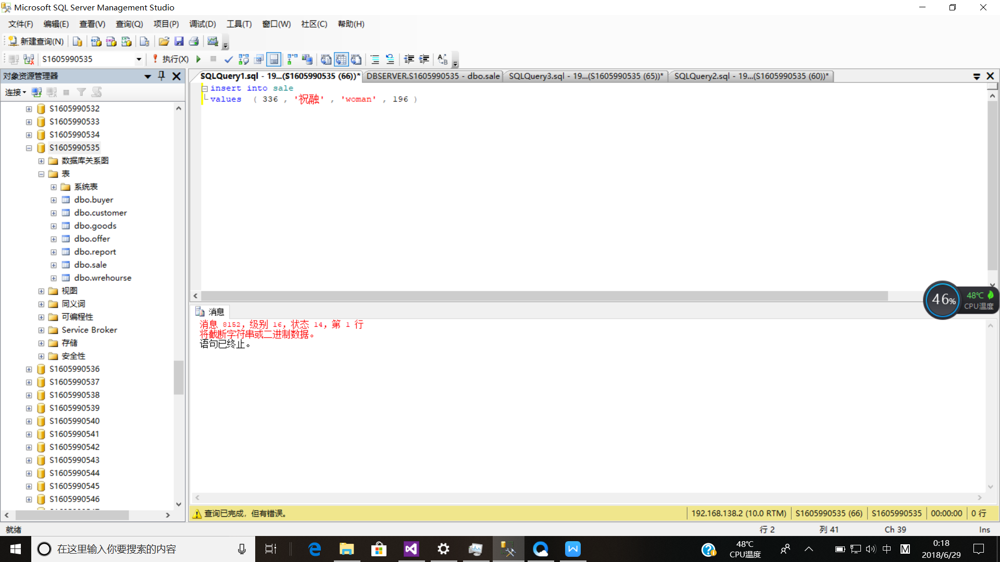 Microsoft SQL Server Management Studio
文件(F) 编辑(E) 查看(V) 查询(Q) 项目(P) 调试(D) 工具(T) 窗口(W) 社区(C) 帮助(H)
新建查询(N)
S1605990535 执行(X)
对象资源管理器
连接
S1605990532
S1605990533
S1605990534
S1605990535
数据库关系图
表
系统表
dbo.buyer
dbo.customer
dbo.goods
dbo.offer
dbo.report
dbo.sale
dbo.wrehourse
视图
同义词
可编程性
Service Broker
存储
安全性
S1605990536
S1605990537
S1605990538
S1605990539
S1605990540
S1605990541
S1605990542
S1605990543
S1605990544
S1605990545
S1605990546
SQLQuery1.sql - 19...(S1605990535 (66))* DBSERVER.S1605990535 - dbo.sale SQLQuery3.sql - 19...(S1605990535 (65))* SQLQuery2.sql - 19...(S1605990535 (60))*
insert into sale
values ( 336 , '祝融' , 'woman' , 196 )
46% 48℃
CPU温度
消息
消息 8152，级别 16，状态 14，第 1 行
将截断字符串或二进制数据。
语句已终止。
查询已完成，但有错误。 192.168.138.2 (10.0 RTM) S1605990535 (66) S1605990535 00:00:00 0 行
就绪 行 2 列 41 Ch 39 Ins
在这里输入你要搜索的内容
48℃
CPU温度
中 M
0:18
2018/6/29